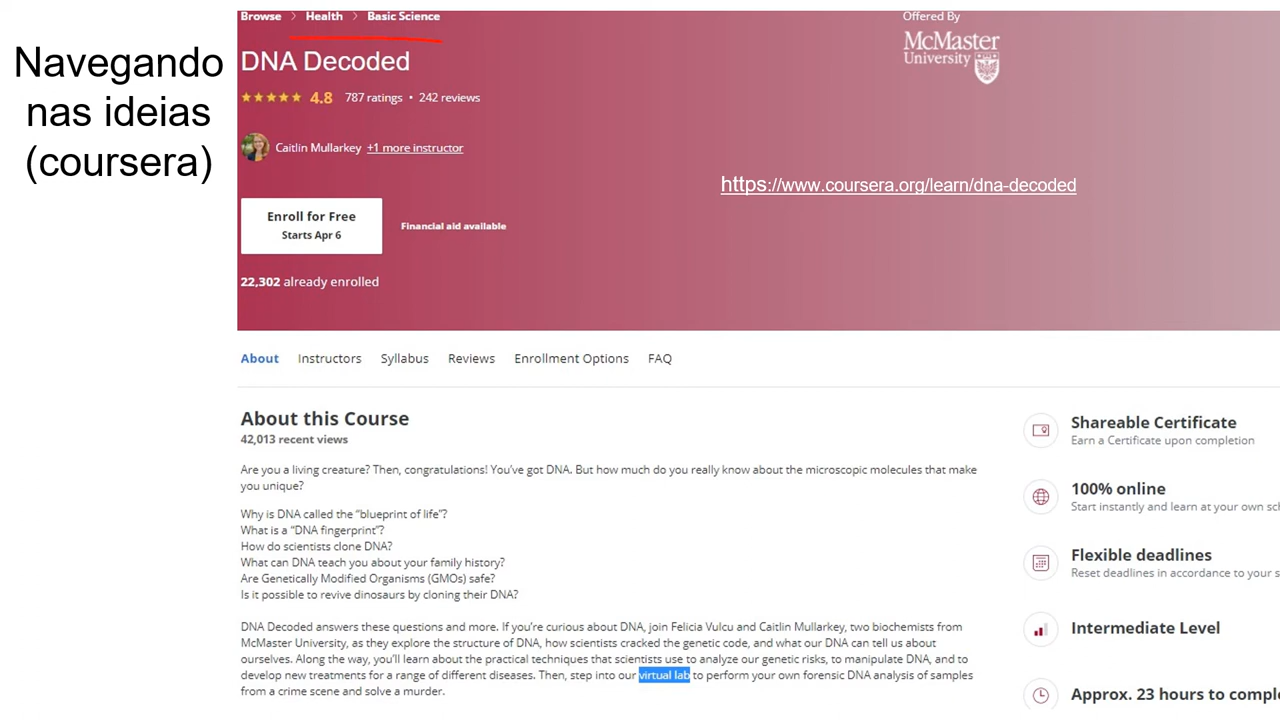 Navegando
nas ideias
(coursera)
Browse > Health > Basic Science
Offered By
McMaster
University
DNA Decoded
4.8 787 ratings • 242 reviews
Caitlin Mullarkey +1 more instructor
https://www.coursera.org/learn/dna-decoded
Enroll for Free
Starts Apr 6
Financial aid available
22,302 already enrolled
About Instructors Syllabus Reviews Enrollment Options FAQ
About this Course
42,013 recent views
Are you a living creature? Then, congratulations! You’ve got DNA. But how much do you really know about the microscopic molecules that make
you unique?
Why is DNA called the “blueprint of life”?
What is a “DNA fingerprint”?
How do scientists clone DNA?
What can DNA teach you about your family history?
Are Genetically Modified Organisms (GMOs) safe?
Is it possible to revive dinosaurs by cloning their DNA?
DNA Decoded answers these questions and more. If you’re curious about DNA, join Felicia Vulcu and Caitlin Mullarkey, two biochemists from
McMaster University, as they explore the structure of DNA, how scientists cracked the genetic code, and what our DNA can tell us about
ourselves. Along the way, you’ll learn about the practical techniques that scientists use to analyze our genetic risks, to manipulate DNA, and to
develop new treatments for a range of different diseases. Then, step into our virtual lab to perform your own forensic DNA analysis of samples
from a crime scene and solve a murder.
Shareable Certificate
Earn a Certificate upon completion
100% online
Start instantly and learn at your own
Flexible deadlines
Reset deadlines in accordance to your
Intermediate Level
Approx. 23 hours to